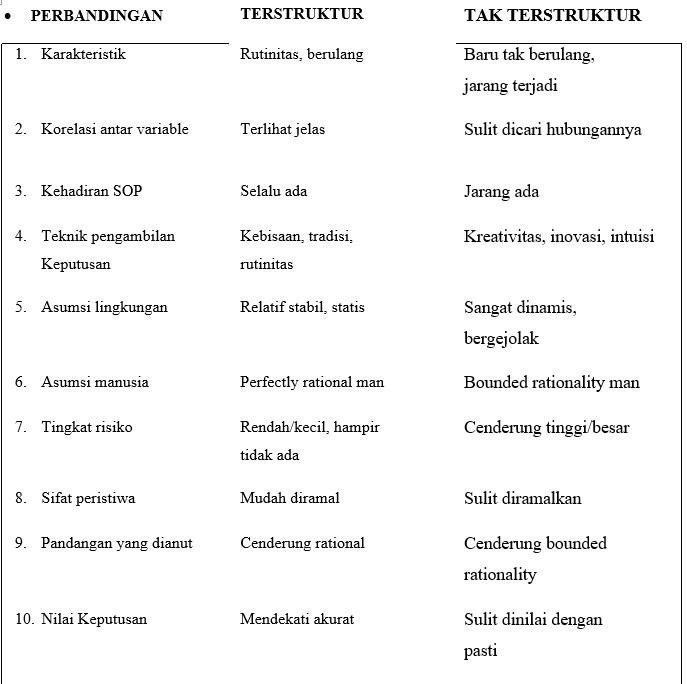 • PERBANDINGAN TERSTRUKTUR TAK TERSTRUKTUR
1. Karakteristik Rutinitas, berulang Baru tak berulang,
jarang terjadi
2. Korelasi antar variable Terlihat jelas Sulit dicari hubungannya
3. Kehadiran SOP Selalu ada Jarang ada
4. Teknik pengambilan Kebisaan, tradisi, Kreativitas, inovasi, intuisi
Keputusan rutinitas
5. Asumsi lingkungan Relatif stabil, statis Sangat dinamis,
bergejolak
6. Asumsi manusia Perfectly rational man Bounded rationality man
7. Tingkat risiko Rendah/kecil, hampir Cenderung tinggi/besar
tidak ada
8. Sifat peristiwa Mudah diramal Sulit diramalkan
9. Pandangan yang dianut Cenderung rational Cenderung bounded
rationality
10. Nilai Keputusan Mendekati akurat Sulit dinilai dengan
pasti